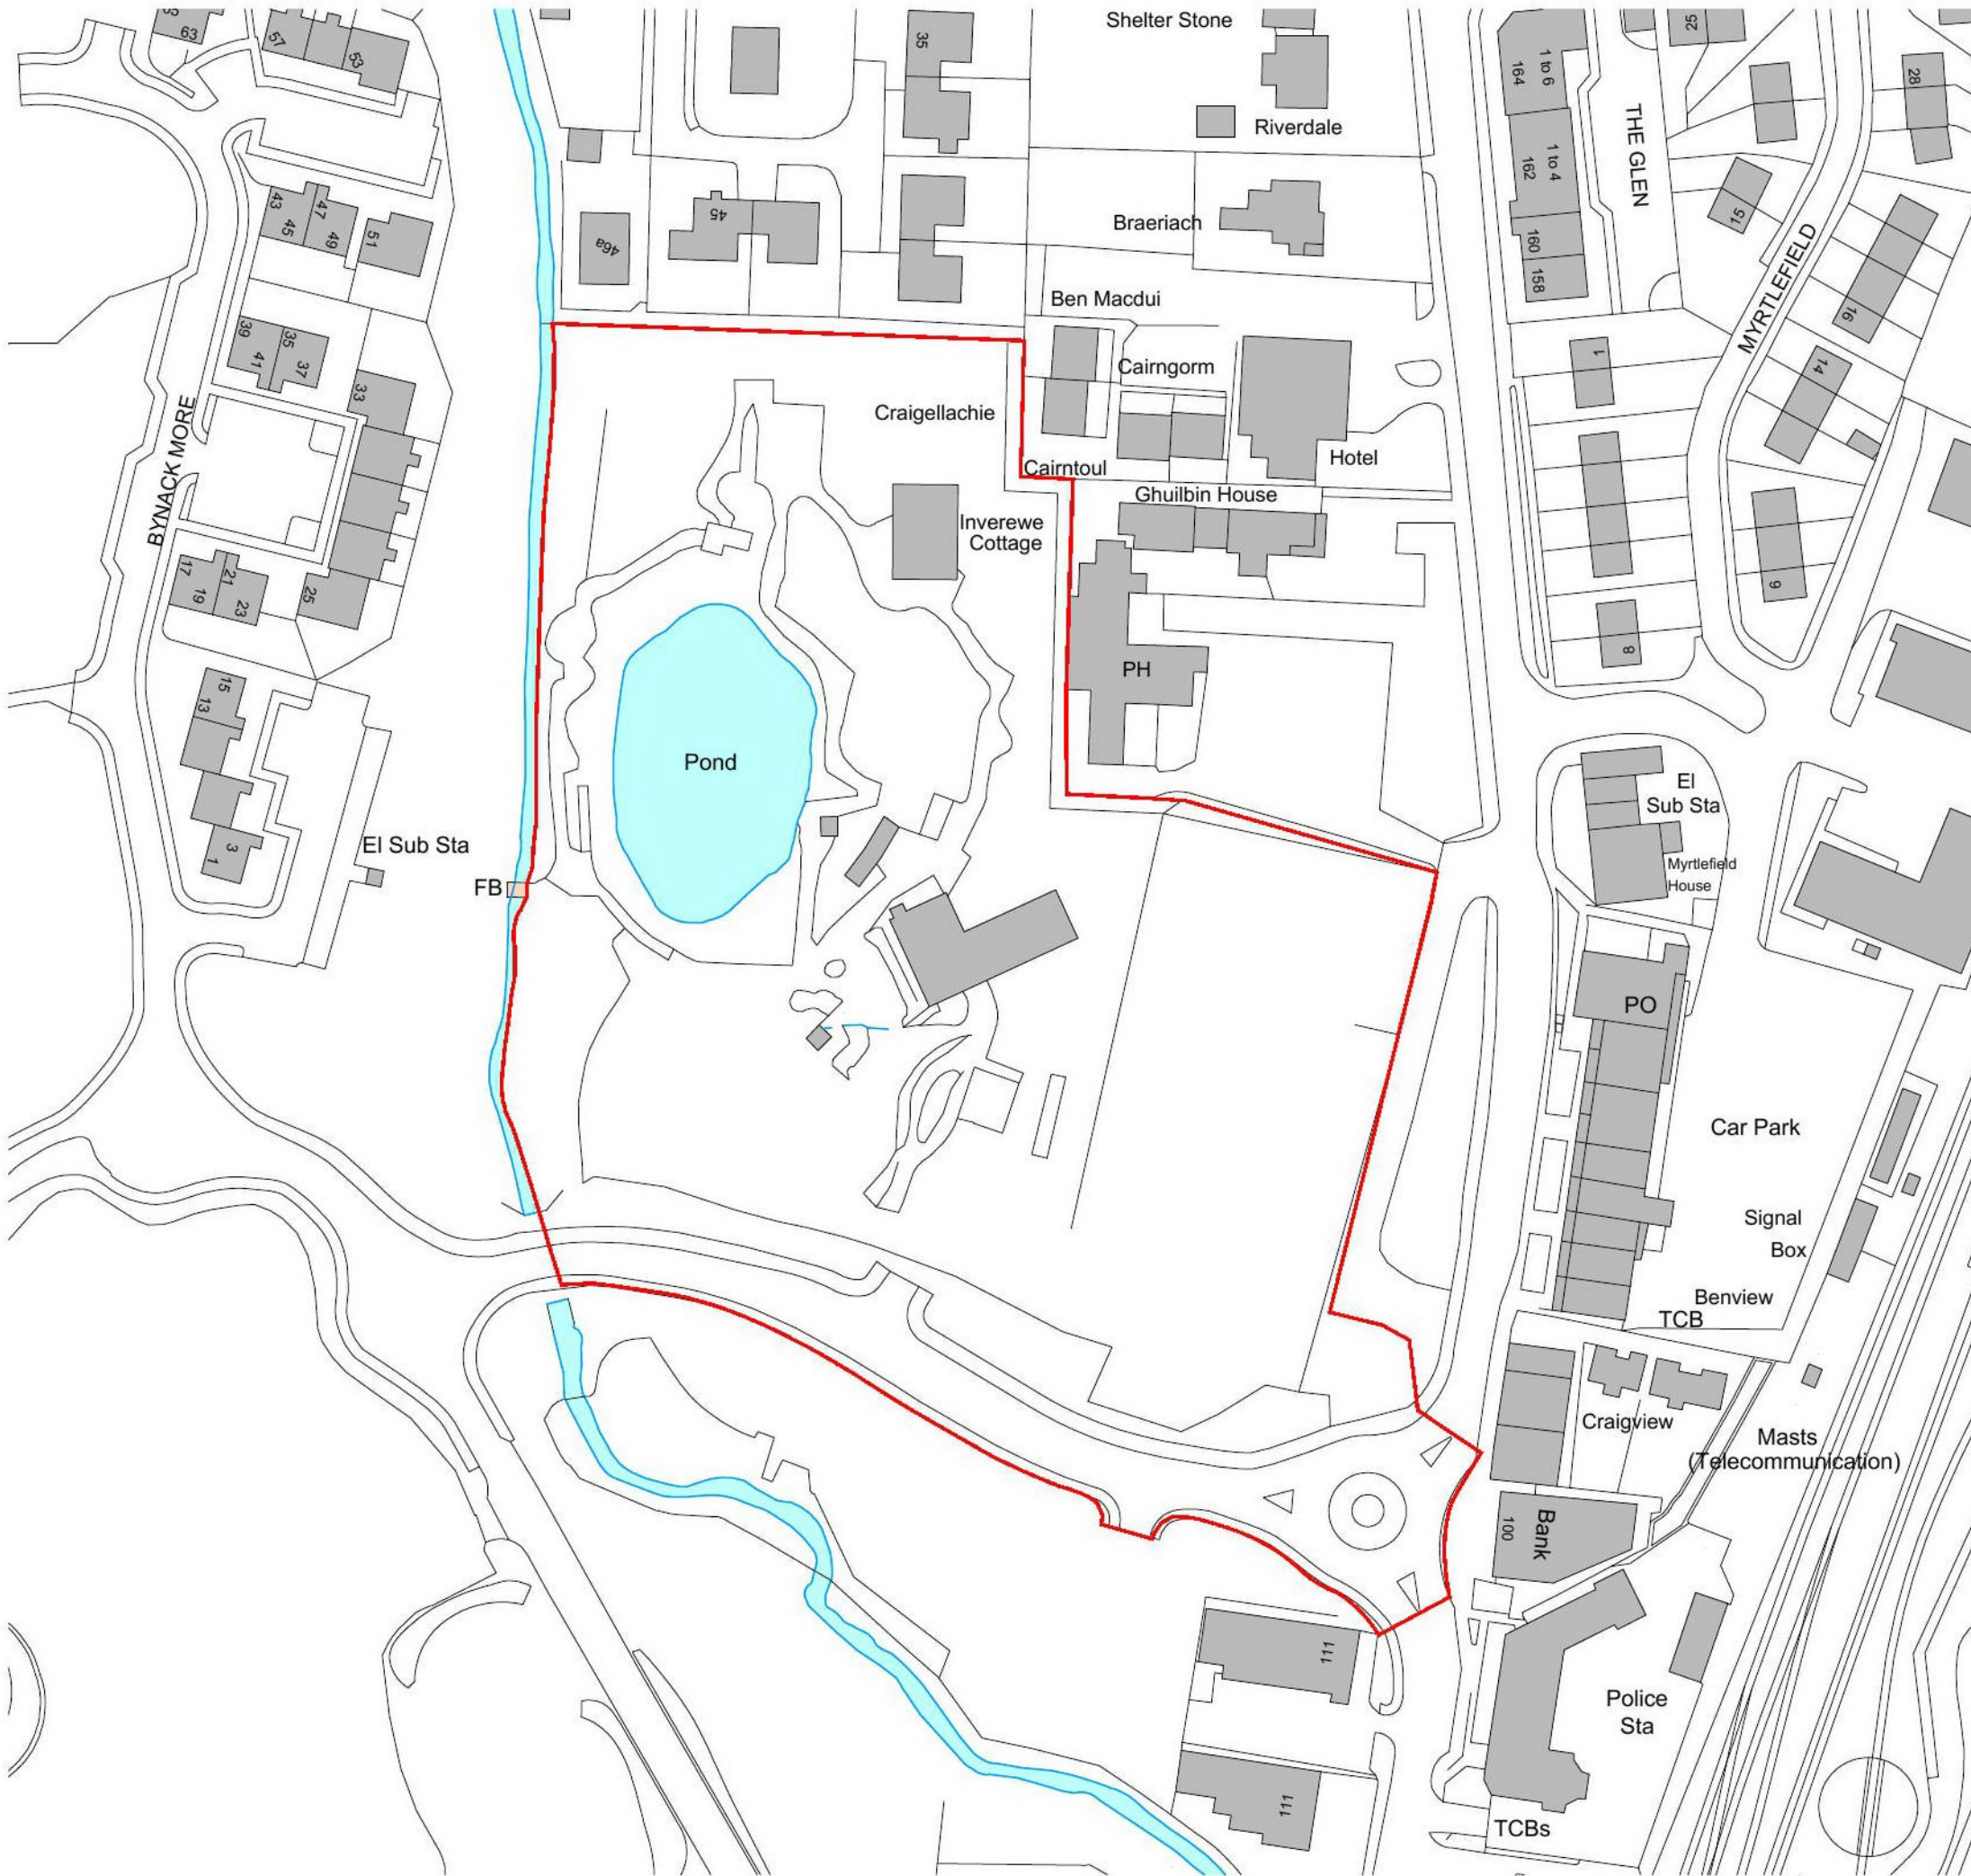 63
57
53
35
Shelter Stone
Riverdale
164
1 to 6
162
1 to 4
160
158
THE GLEN
25
28
15
MYRTLEFIELD
16
14
9
1
8
43
45
47
49
51
46a
45
Braeriach
Ben Macdui
Cairngorm
Craigellachie
Cairntoul
Hotel
Ghuilbin House
Inverewe
Cottage
PH
39
41
35
37
33
BYNACK MORE
17
19
21
23
25
15
13
3
1
El Sub Sta
FB
Pond
El
Sub Sta
Myrtlefield
House
PO
Car Park
Signal
Box
Benview
TCB
Craigview
Masts
(Telecommunication)
100
Bank
111
Police
Sta
111
TCBs